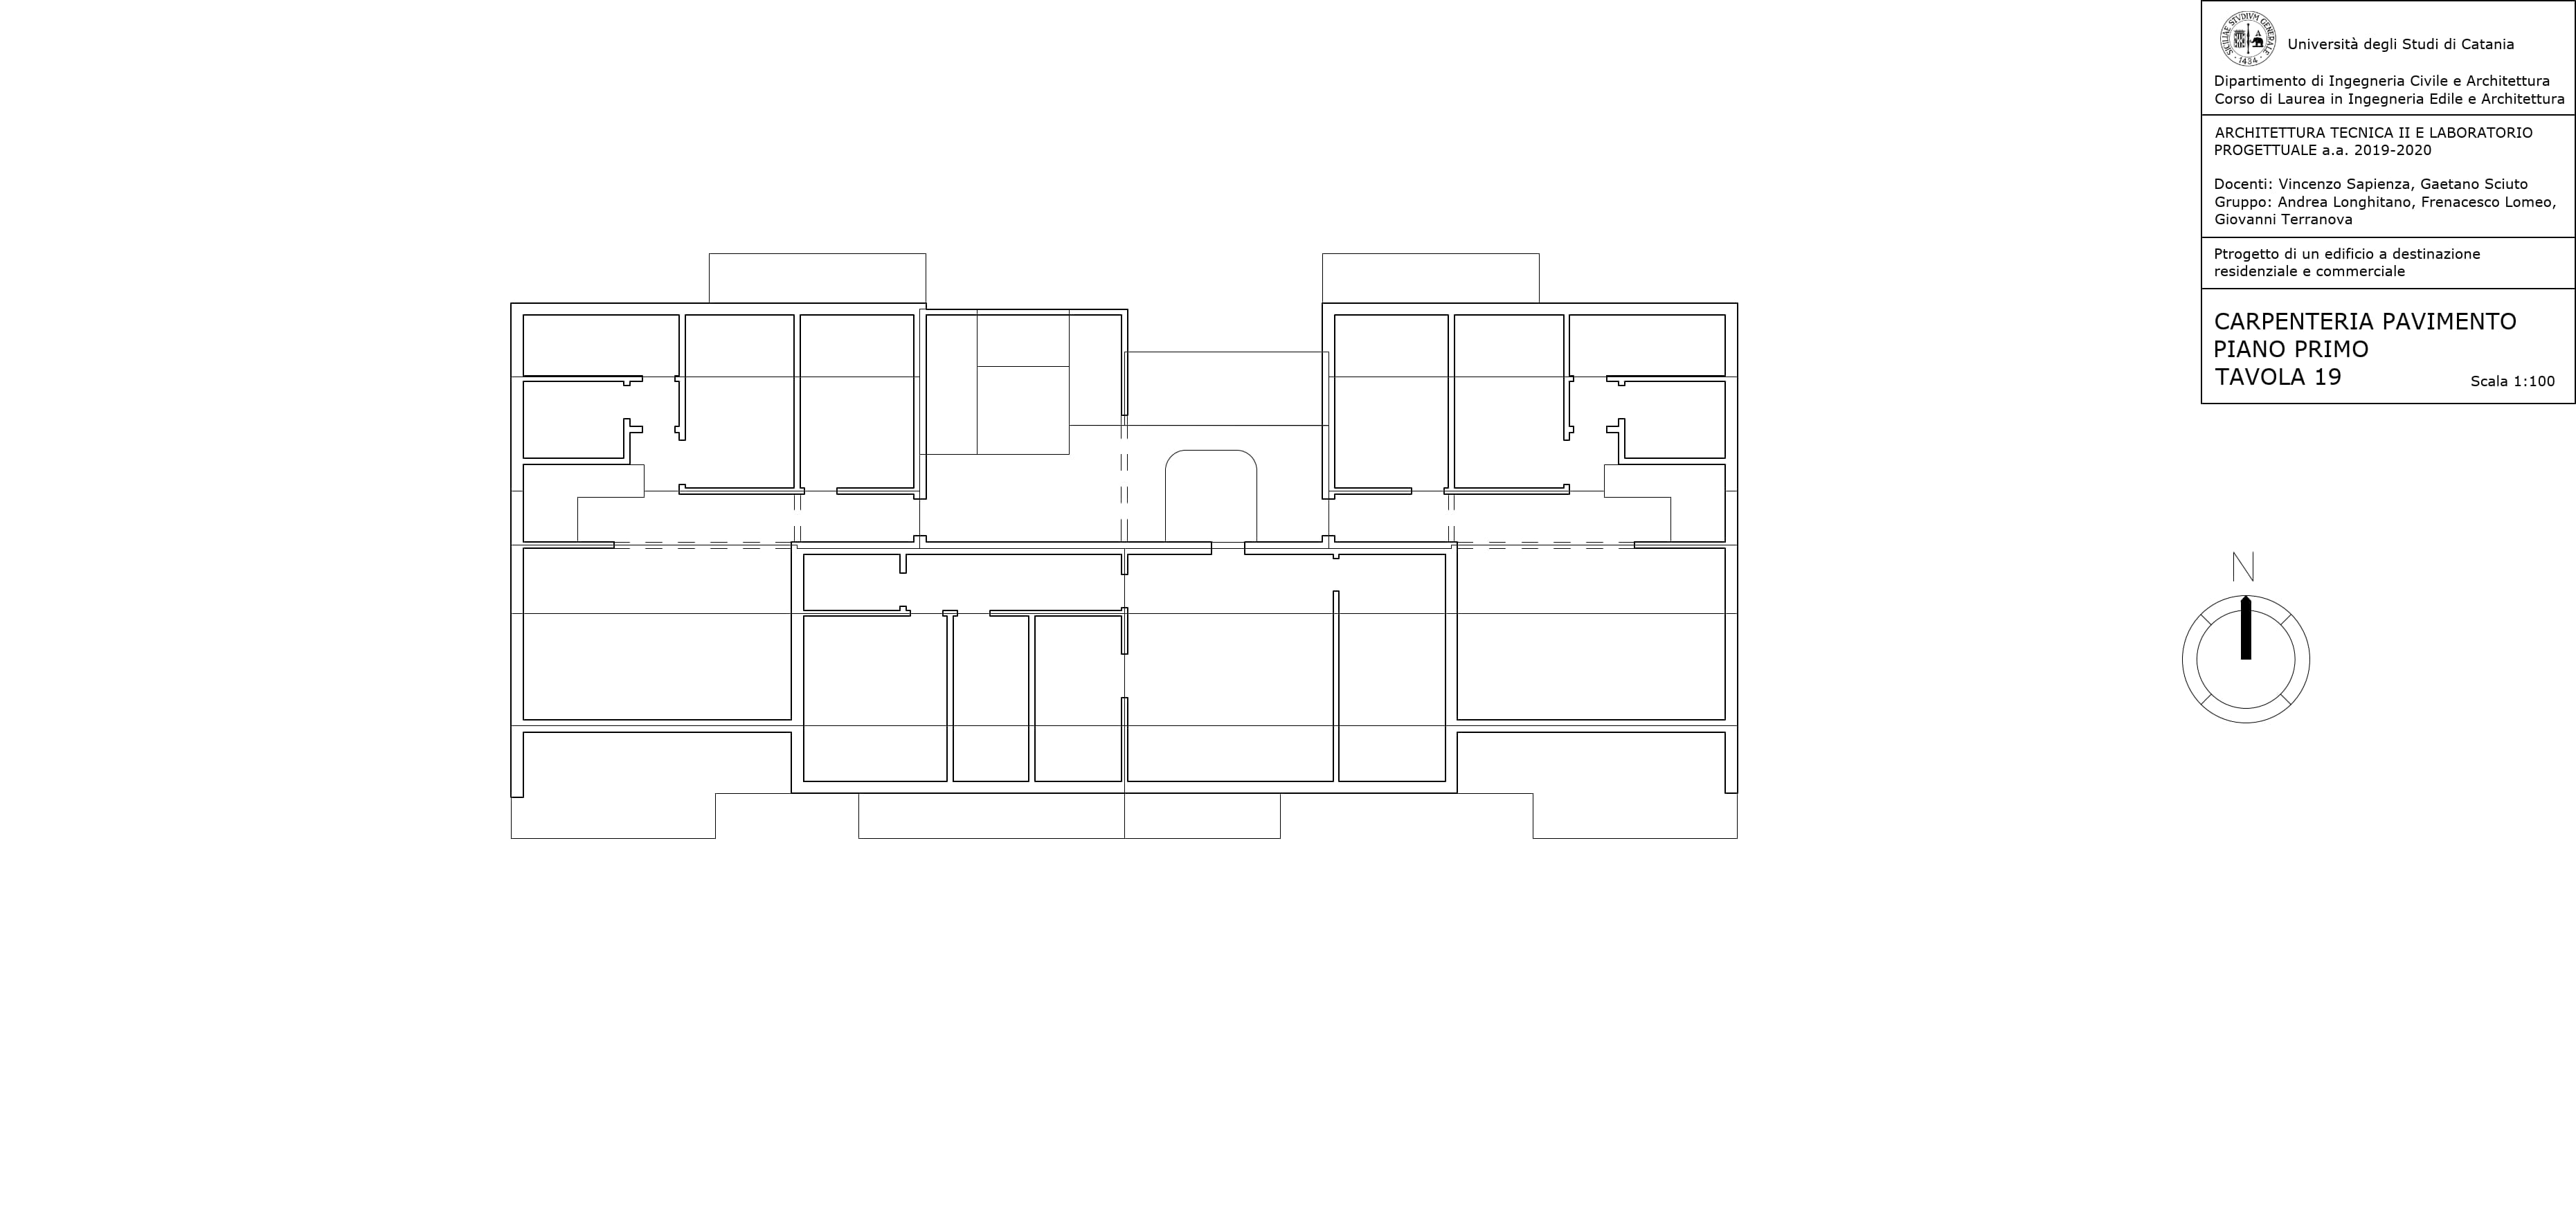 SICILIAE STVDIVM GENERALE
1434
Università degli Studi di Catania
Dipartimento di Ingegneria Civile e Architettura
Corso di Laurea in Ingegneria Edile e Architettura
ARCHITETTURA TECNICA II E LABORATORIO
PROGETTUALE a.a. 2019-2020
Docenti: Vincenzo Sapienza, Gaetano Sciuto
Gruppo: Andrea Longhitano, Frenacesco Lomeo,
Giovanni Terranova
Ptrogetto di un edificio a destinazione
residenziale e commerciale
CARPENTERIA PAVIMENTO
PIANO PRIMO
TAVOLA 19
Scala 1:100
N